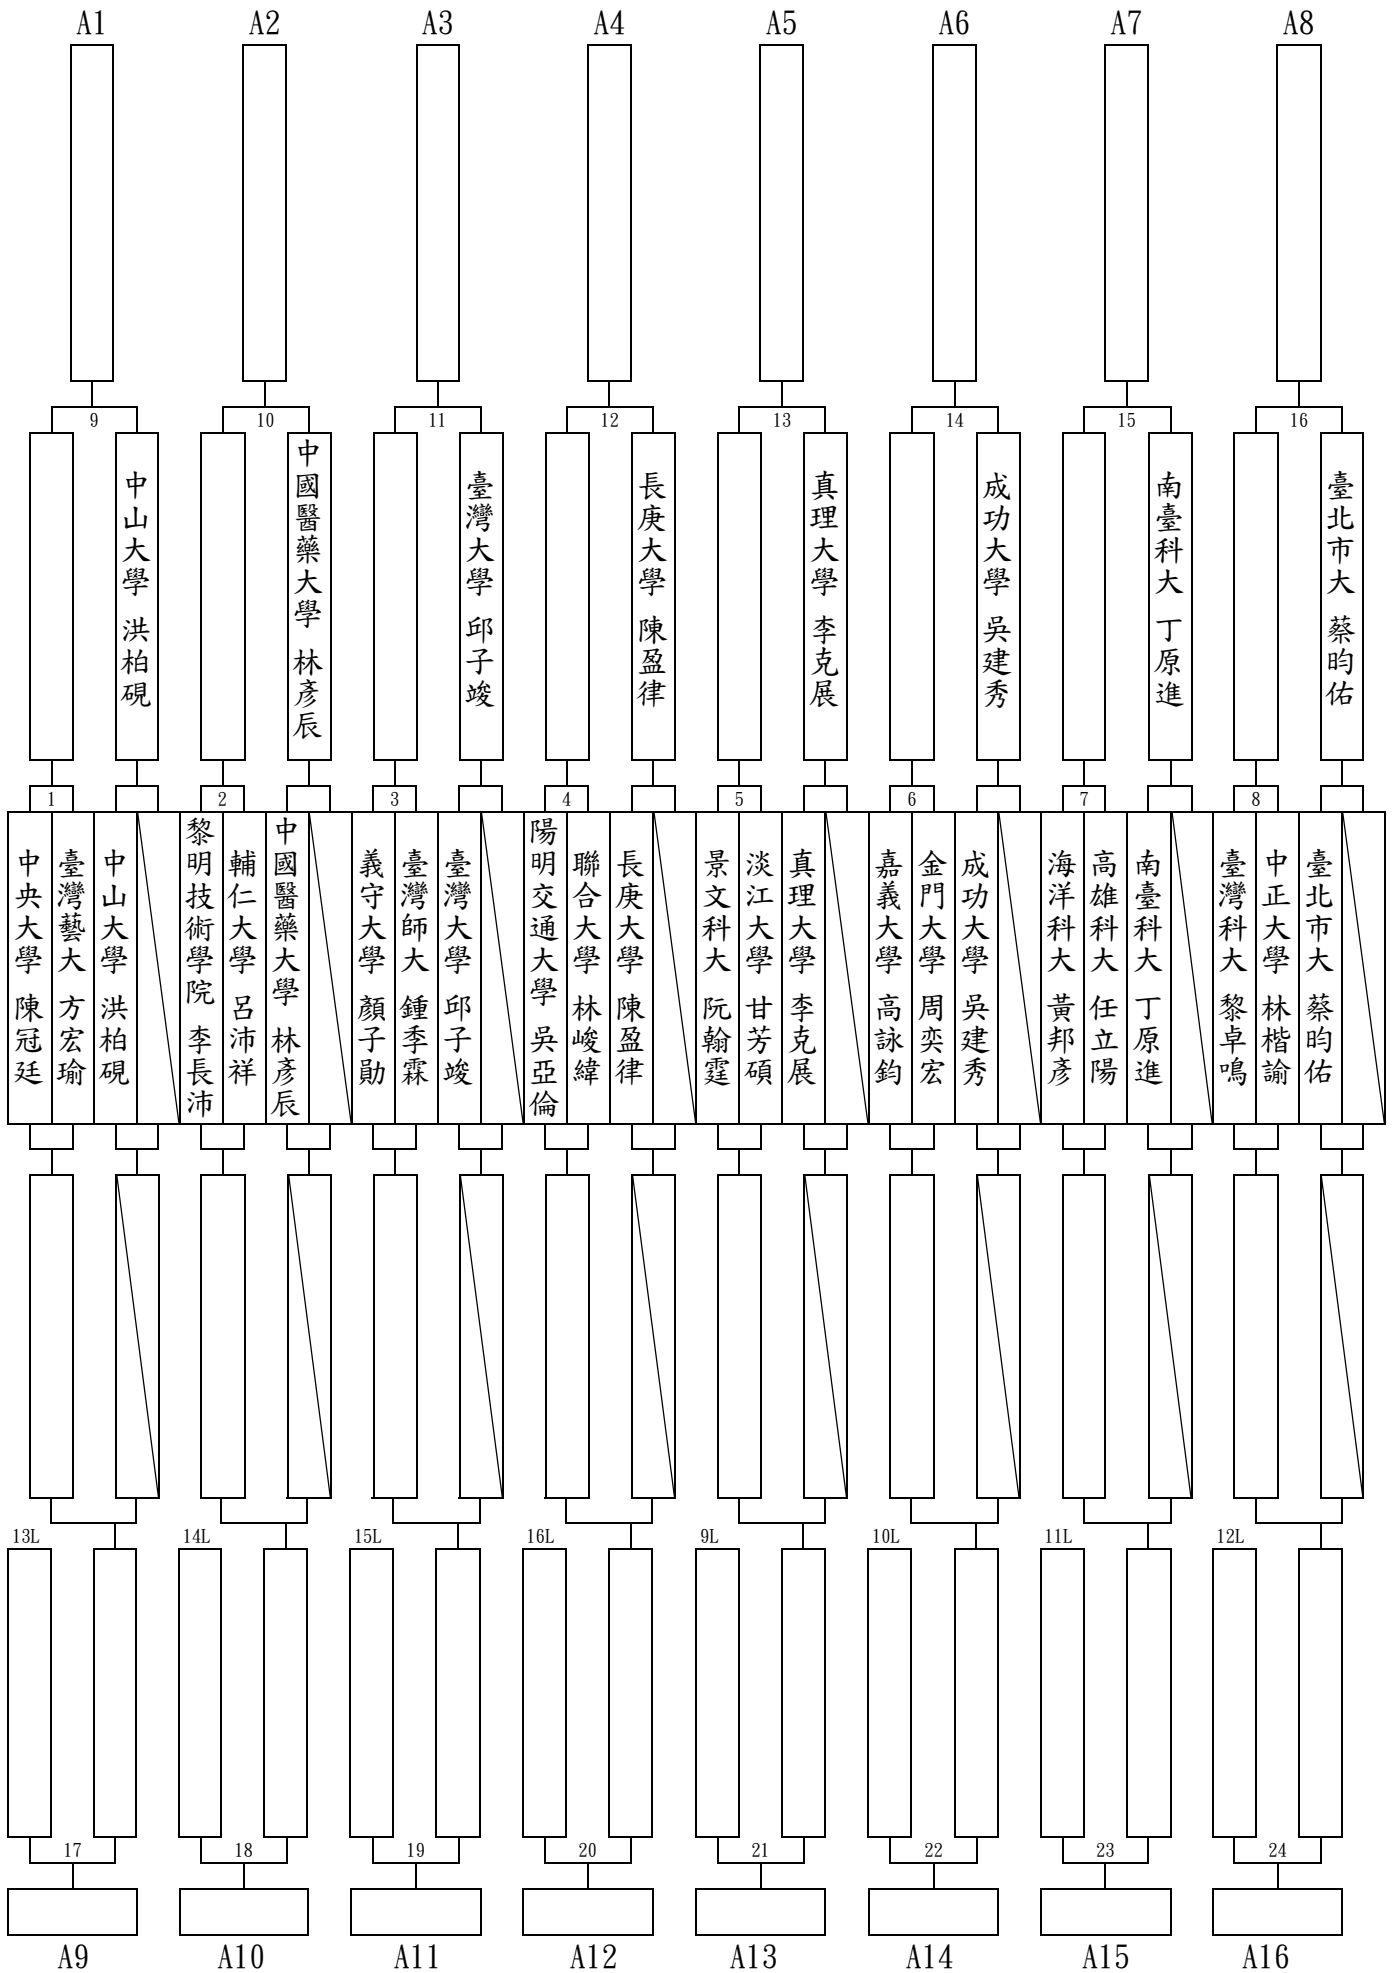 A1
A2
A3
A4
A5
A6
A7
A8
9
10
11
12
13
14
15
16
中山大學 洪柏硯
中國醫藥大學 林彥辰
臺灣大學 邱子竣
長庚大學 陳盈律
真理大學 李克展
成功大學 吳建秀
南臺科大 丁原進
臺北市大 蔡昀佑
1
2
3
4
5
6
7
8
中央大學 陳冠廷
臺灣藝大 方宏瑜
中山大學 洪柏硯
黎明技術學院 李長沛
輔仁大學 呂沛祥
中國醫藥大學 林彥辰
義守大學 顏子勛
臺灣師大 鍾季霖
臺灣大學 邱子竣
陽明交通大學 吳亞倫
聯合大學 林峻緯
長庚大學 陳盈律
景文科大 阮翰霆
淡江大學 甘芳碩
真理大學 李克展
嘉義大學 高詠鈞
金門大學 周奕宏
成功大學 吳建秀
海洋科大 黃邦彥
高雄科大 任立陽
南臺科大 丁原進
臺灣科大 黎卓鳴
中正大學 林楷諭
臺北市大 蔡昀佑
13L
14L
15L
16L
9L
10L
11L
12L
17
18
19
20
21
22
23
24
A9
A10
A11
A12
A13
A14
A15
A16